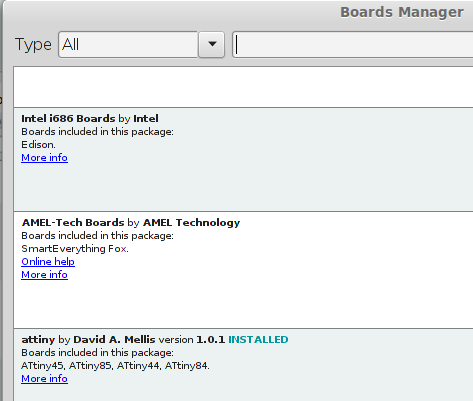 Boards Manager
Type All
Intel i686 Boards by Intel
Boards included in this package:
Edison.
More info
AMEL-Tech Boards by AMEL Technology
Boards included in this package:
SmartEverything Fox.
Online help
More info
attiny by David A. Mellis version 1.0.1 INSTALLED
Boards included in this package:
ATtiny45, ATtiny85, ATtiny44, ATtiny84.
More info